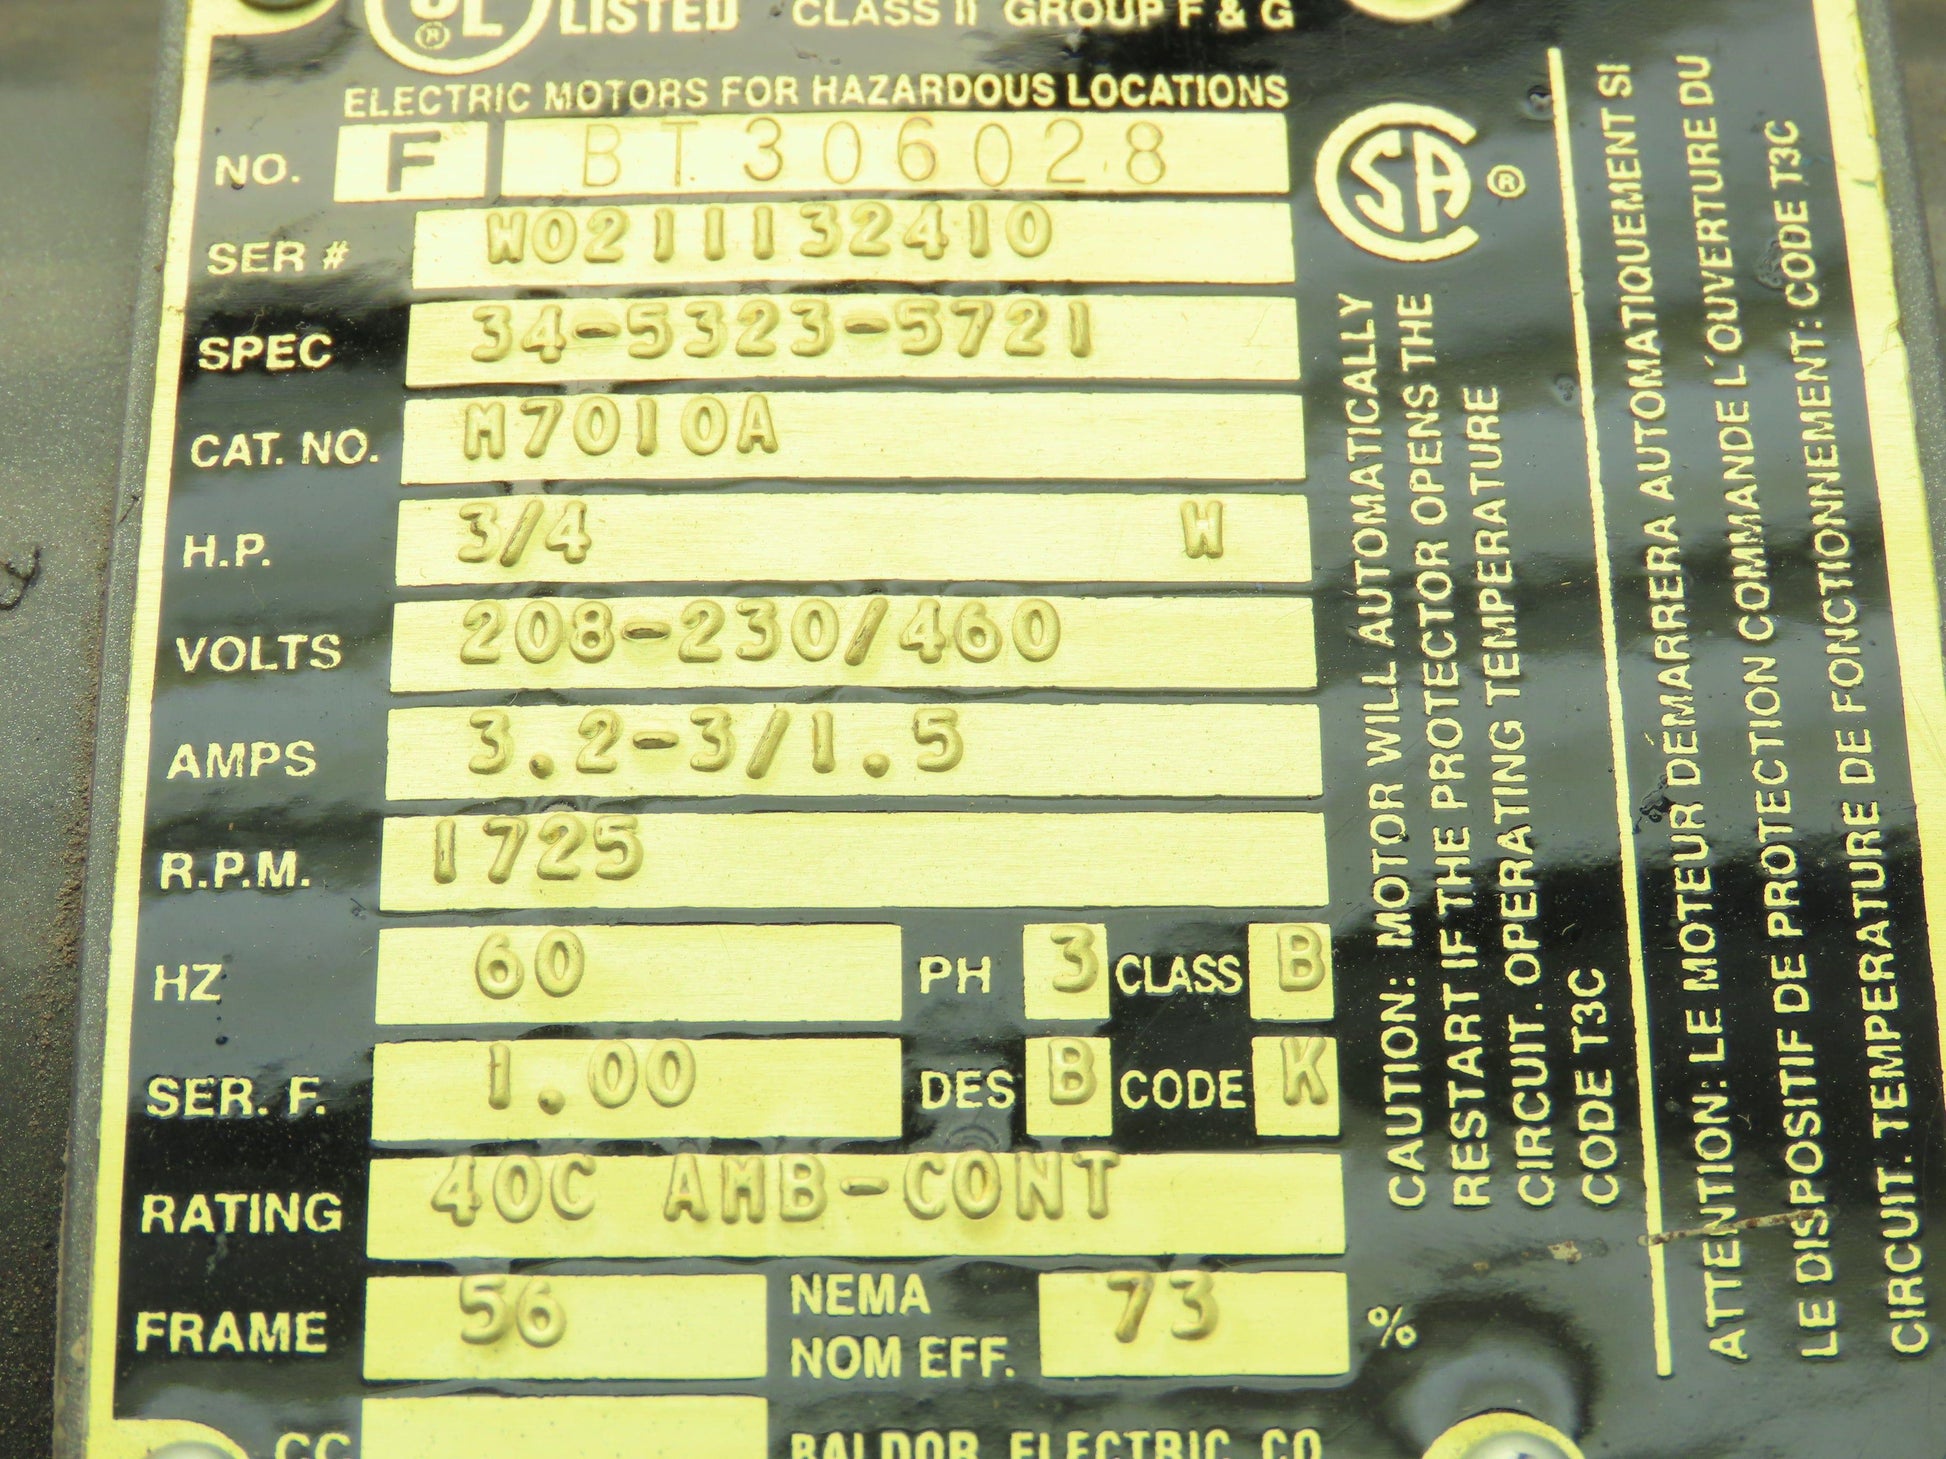 UL ® LISTED CLASS II GROUP F & G
ELECTRIC MOTORS FOR HAZARDOUS LOCATIONS
NO. F BT306028
SER # W0211132410
SPEC 34-5323-5721
CAT. NO. M7010A
H.P. 3/4 W
VOLTS 208-230/460
AMPS 3.2-3/1.5
R.P.M. 1725
HZ 60 PH 3 CLASS B
SER. F. 1.00 DES B CODE K
RATING 40C AMB-CONT
FRAME 56 NEMA NOM EFF. 73 %
CC
BALDOR ELECTRIC CO
SA ®
CAUTION: MOTOR WILL AUTOMATICALLY
RESTART IF THE PROTECTOR OPENS THE
CIRCUIT. OPERATING TEMPERATURE
CODE T3C
ATTENTION: LE MOTEUR DÉMARRERA AUTOMATIQUEMENT SI
LE DISPOSITIF DE PROTECTION COMMANDE L'OUVERTURE DU
CIRCUIT. TEMPERATURE DE FONCTIONNEMENT: CODE T3C